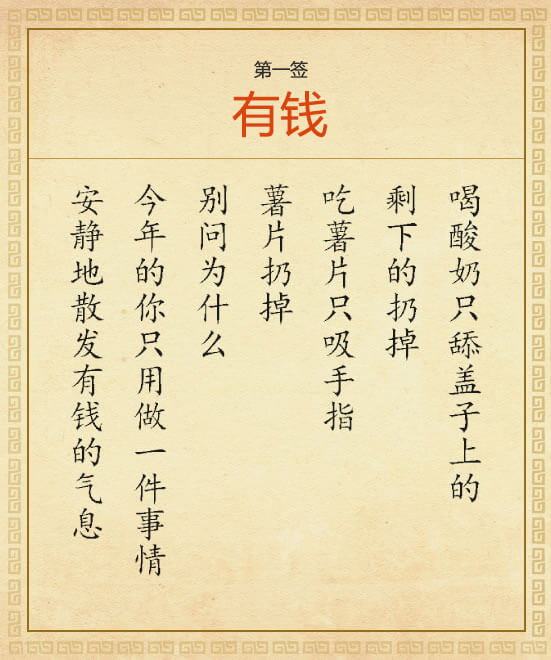 第一签
有钱
喝酸奶只舔盖子上的
剩下的扔掉
吃薯片只吸手指
薯片扔掉
别问为什么
今年的你只用做一件事情
安静地散发有钱的气息